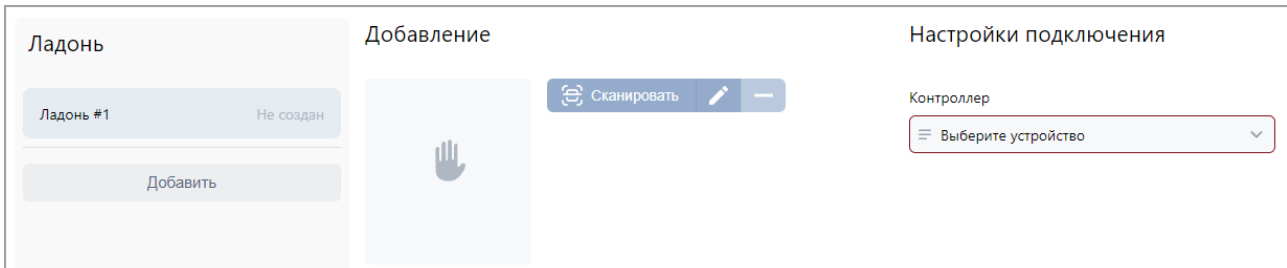 Ладонь
Ладонь #1
Не создан
Добавить
Добавление
Сканировать
Настройки подключения
Контроллер
Выберите устройство